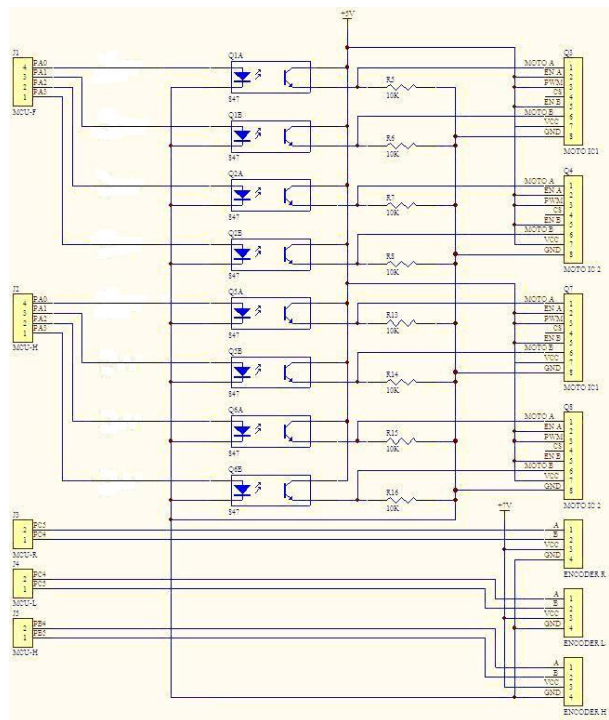 +5V
J1
4 PA0
3 PA1
2 PA2
1 PA3
MCU-F
Q1A
847
R5
10K
Q3
MOTO A 1
EN A 2
PWM 3
CS 4
EN B 5
MOTO B 6
VCC 7
GND 8
MOTO IC1
Q1B
847
R6
10K
Q2A
847
R7
10K
Q4
MOTO A 1
EN A 2
PWM 3
CS 4
EN B 5
MOTO B 6
VCC 7
GND 8
MOTO IC 2
Q2B
847
R8
10K
J2
4 PA0
3 PA1
2 PA2
1 PA3
MCU-H
Q5A
847
R13
10K
Q7
MOTO A 1
EN A 2
PWM 3
CS 4
EN B 5
MOTO B 6
VCC 7
GND 8
MOTO IC1
Q5B
847
R14
10K
Q6A
847
R15
10K
Q8
MOTO A 1
EN A 2
PWM 3
CS 4
EN B 5
MOTO B 6
VCC 7
GND 8
MOTO IC 2
Q6B
847
R16
10K
+7V
J3
2 PC5
1 PC4
MCU-R
A 1
B 2
VCC 3
GND 4
ENCODER R
J4
2 PC4
1 PC5
MCU-L
A 1
B 2
VCC 3
GND 4
ENCODER L
J5
2 PE4
1 PE5
MCU-H
A 1
B 2
VCC 3
GND 4
ENCODER H